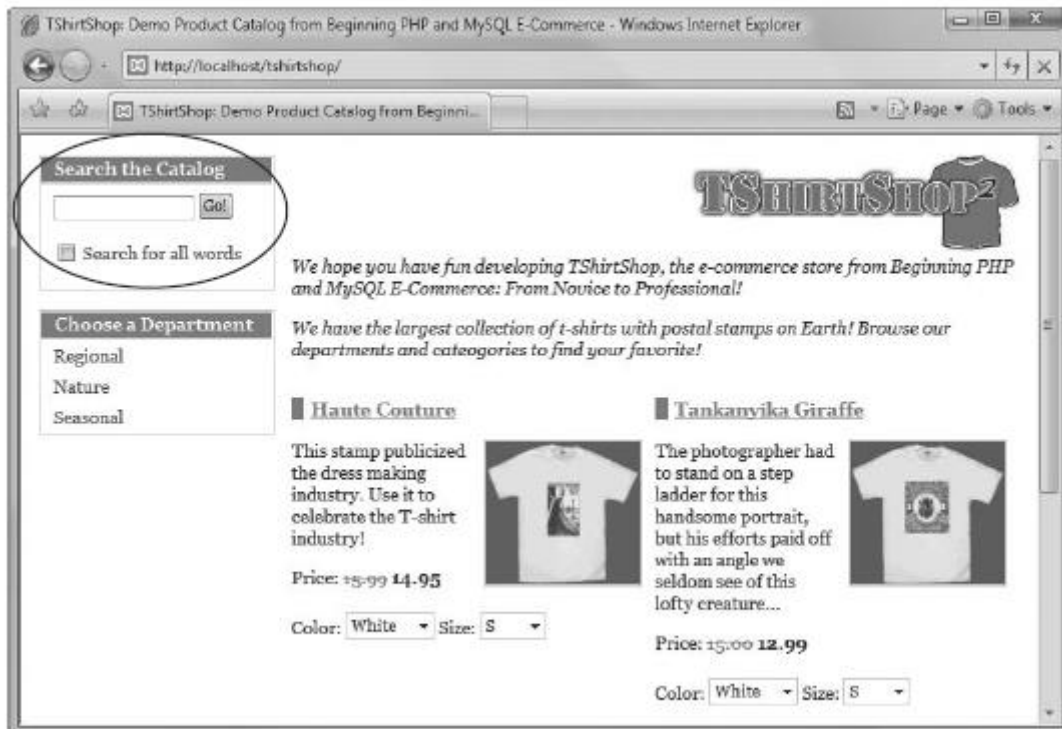 TShirtShop: Demo Product Catalog from Beginning PHP and MySQL E-Commerce - Windows Internet Explorer
http://localhost/tshirtshop/
TShirtShop: Demo Product Catalog from Beginni...
Page
Tools
Search the Catalog
Go!
Search for all words
TShirtShop²
We hope you have fun developing TShirtShop, the e-commerce store from Beginning PHP
and MySQL E-Commerce: From Novice to Professional!
We have the largest collection of t-shirts with postal stamps on Earth! Browse our
departments and cateogories to find your favorite!
Choose a Department
Regional
Nature
Seasonal
Haute Couture
This stamp publicized
the dress making
industry. Use it to
celebrate the T-shirt
industry!
Price: 15.99 14.95
Color: White Size: S
Tankanyika Giraffe
The photographer had
to stand on a step
ladder for this
handsome portrait,
but his efforts paid off
with an angle we
seldom see of this
lofty creature...
Price: 15.00 12.99
Color: White Size: S